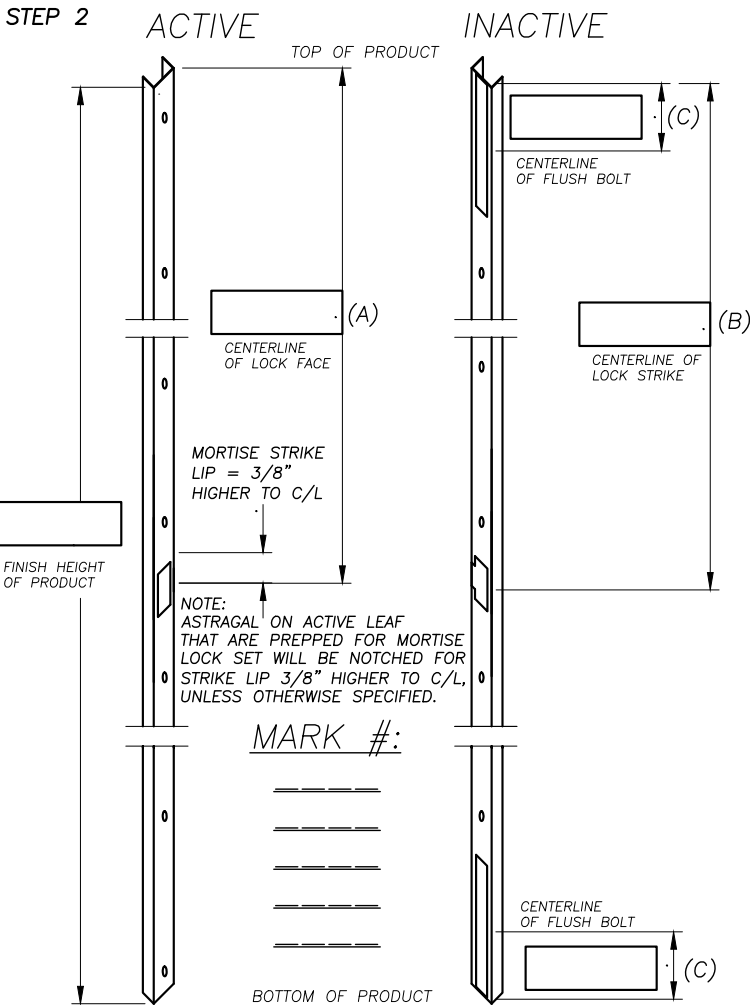 STEP 2
ACTIVE
INACTIVE
TOP OF PRODUCT
(C)
CENTERLINE
OF FLUSH BOLT
(A)
CENTERLINE
OF LOCK FACE
(B)
CENTERLINE OF
LOCK STRIKE
MORTISE STRIKE
LIP = 3/8"
HIGHER TO C/L
FINISH HEIGHT
OF PRODUCT
NOTE:
ASTRAGAL ON ACTIVE LEAF
THAT ARE PREPPED FOR MORTISE
LOCK SET WILL BE NOTCHED FOR
STRIKE LIP 3/8" HIGHER TO C/L,
UNLESS OTHERWISE SPECIFIED.
MARK #:
CENTERLINE
OF FLUSH BOLT
(C)
BOTTOM OF PRODUCT